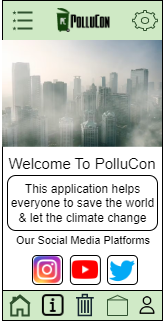 PolluCon
Welcome To PolluCon
This application helps
everyone to save the world
& let the climate change
Our Social Media Platforms